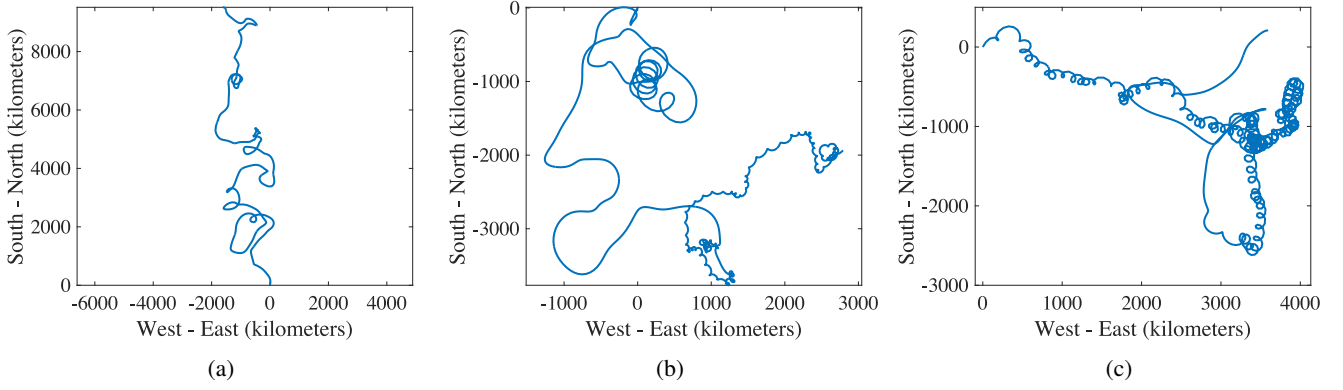 8000
6000
4000
2000
0
South - North (kilometers)
-6000 -4000 -2000 0 2000 4000
West - East (kilometers)
(a)
0
-1000
-2000
-3000
South - North (kilometers)
-1000 0 1000 2000 3000
West - East (kilometers)
(b)
0
-1000
-2000
-3000
South - North (kilometers)
0 1000 2000 3000 4000
West - East (kilometers)
(c)